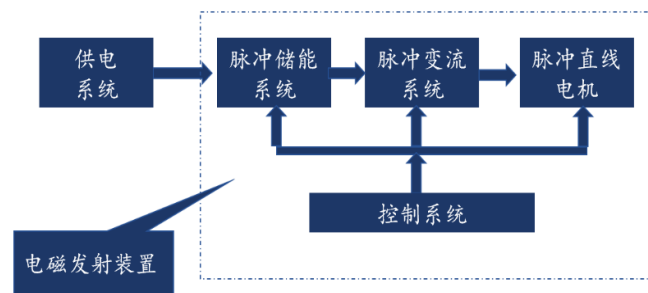 供电
系统
脉冲储能
系统
脉冲变流
系统
脉冲直线
电机
控制系统
电磁发射装置